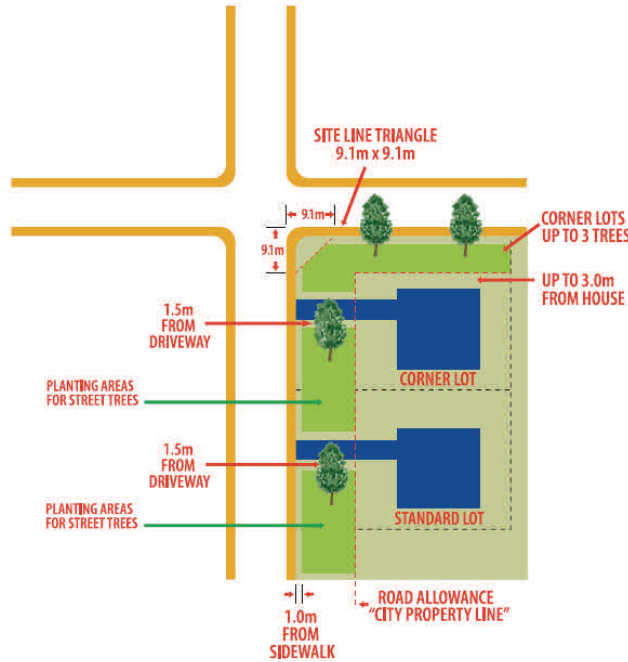 SITE LINE TRIANGLE
9.1m x 9.1m
9.1m
9.1m
CORNER LOTS
UP TO 3 TREES
UP TO 3.0m
FROM HOUSE
1.5m
FROM
DRIVEWAY
CORNER LOT
PLANTING AREAS
FOR STREET TREES
1.5m
FROM
DRIVEWAY
PLANTING AREAS
FOR STREET TREES
STANDARD LOT
ROAD ALLOWANCE
"CITY PROPERTY LINE"
1.0m
FROM
SIDEWALK